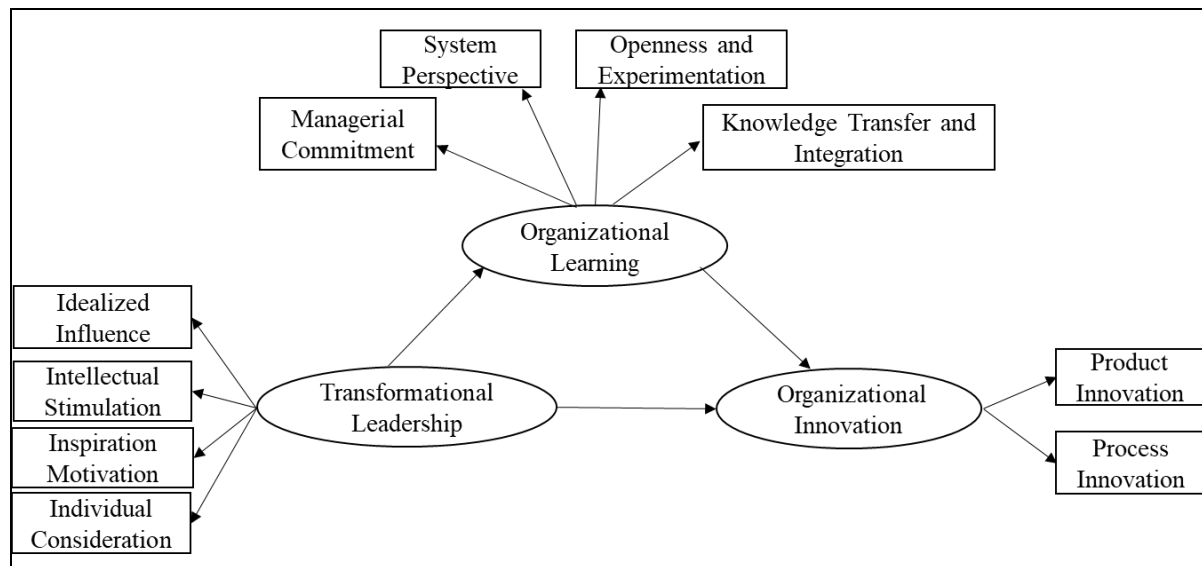 System
Perspective
Openness and
Experimentation
Managerial
Commitment
Knowledge Transfer and
Integration
Organizational
Learning
Idealized
Influence
Intellectual
Stimulation
Inspiration
Motivation
Individual
Consideration
Transformational
Leadership
Organizational
Innovation
Product
Innovation
Process
Innovation